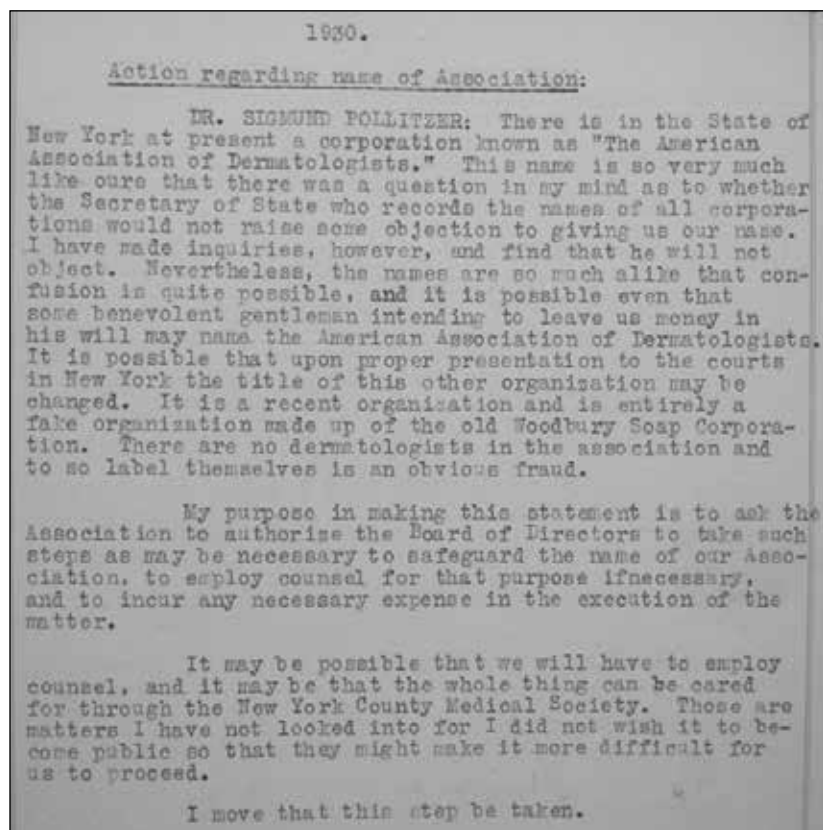 1930.
Action regarding name of Association:
DR. SIGMUND POLLITZER: There is in the State of
New York at present a corporation known as "The American
Association of Dermatologists." This name is so very much
like ours that there was a question in my mind as to whether
the Secretary of State who records the names of all corpora-
tions would not raise some objection to giving us our name.
I have made inquiries, however, and find that he will not
object. Nevertheless, the names are so much alike that con-
fusion is quite possible, and it is possible even that
some benevolent gentleman intending to leave us money in
his will may name the American Association of Dermatologists.
It is possible that upon proper presentation to the courts
in New York the title of this other organization may be
changed. It is a recent organization and is entirely a
fake organization made up of the old Woodbury Soap Corpora-
tion. There are no dermatologists in the association and
to so label themselves is an obvious fraud.
My purpose in making this statement is to ask the
Association to authorize the Board of Directors to take such
steps as may be necessary to safeguard the name of our Asso-
ciation, to employ counsel for that purpose ifnecessary,
and to incur any necessary expense in the execution of the
matter.
It may be possible that we will have to employ
counsel, and it may be that the whole thing can be cared
for through the New York County Medical Society. Those are
matters I have not looked into for I did not wish it to be-
come public so that they might make it more difficult for
us to proceed.
I move that this step be taken.